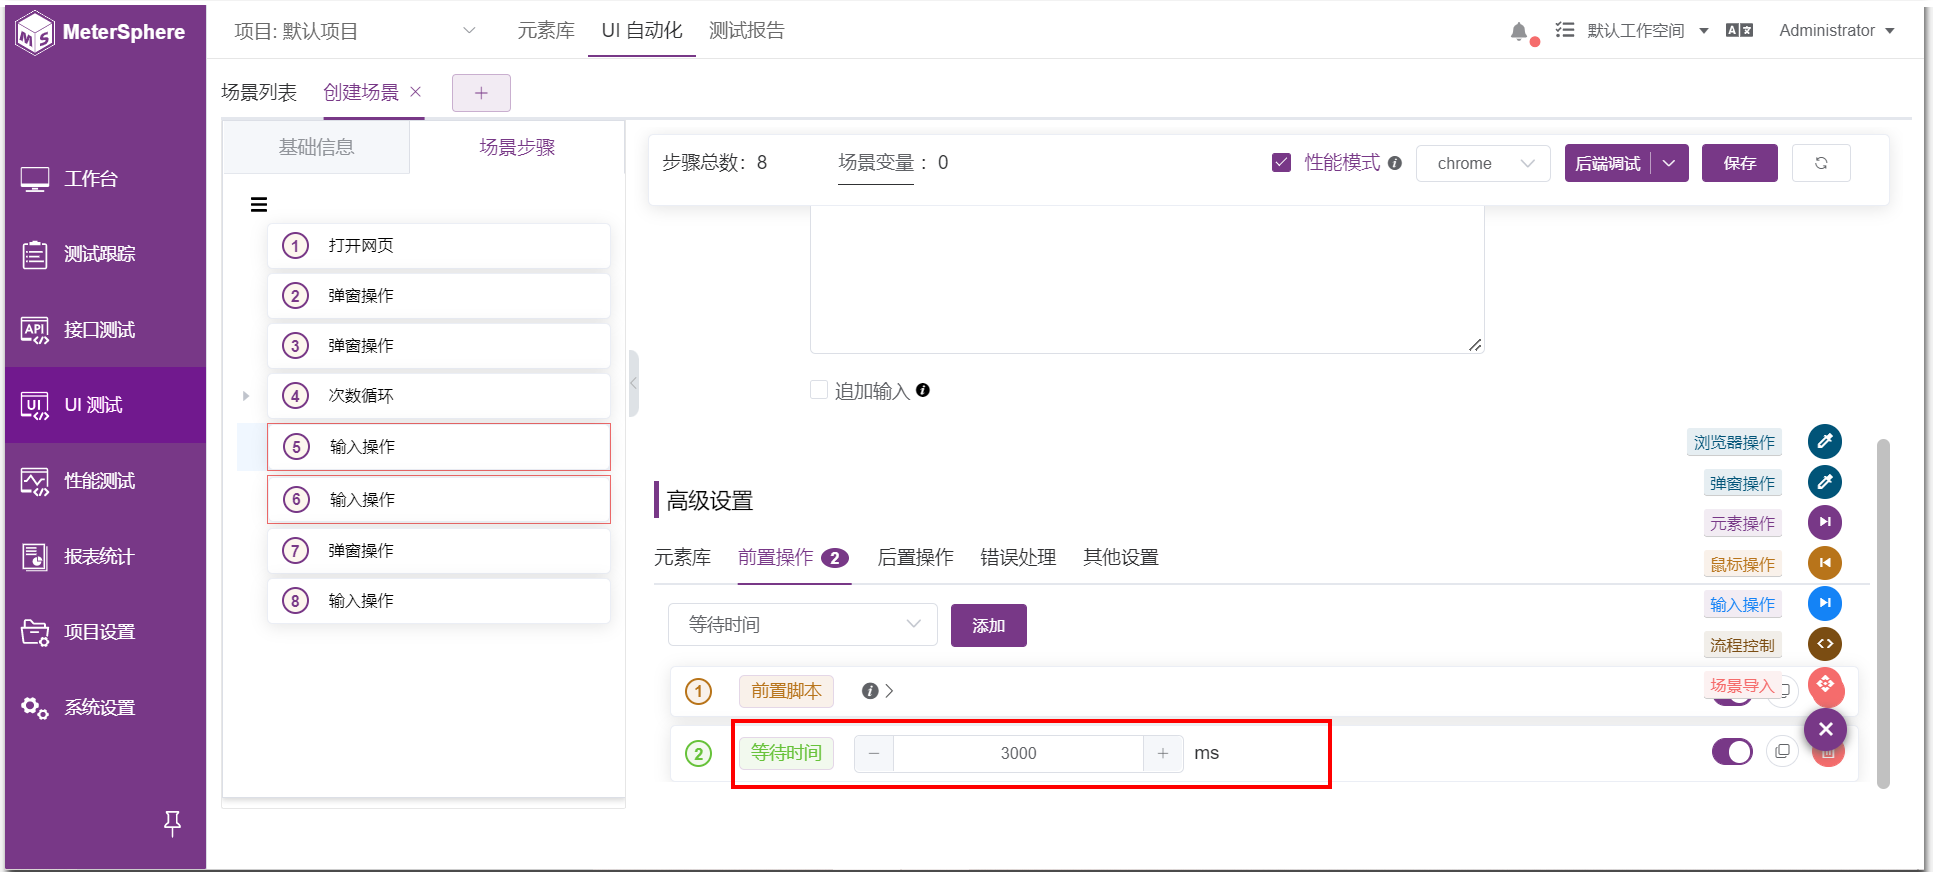 MeterSphere
项目: 默认项目
元素库
UI 自动化
测试报告
默认工作空间
Administrator
工作台
测试跟踪
接口测试
UI 测试
性能测试
报表统计
项目设置
系统设置
场景列表
创建场景
基础信息
场景步骤
1 打开网页
2 弹窗操作
3 弹窗操作
4 次数循环
5 输入操作
6 输入操作
7 弹窗操作
8 输入操作
步骤总数: 8
场景变量 : 0
性能模式
chrome
后端调试
保存
追加输入
高级设置
元素库
前置操作 2
后置操作
错误处理
其他设置
等待时间
添加
1 前置脚本
2 等待时间
3000
ms
浏览器操作
弹窗操作
元素操作
鼠标操作
输入操作
流程控制
场景导入